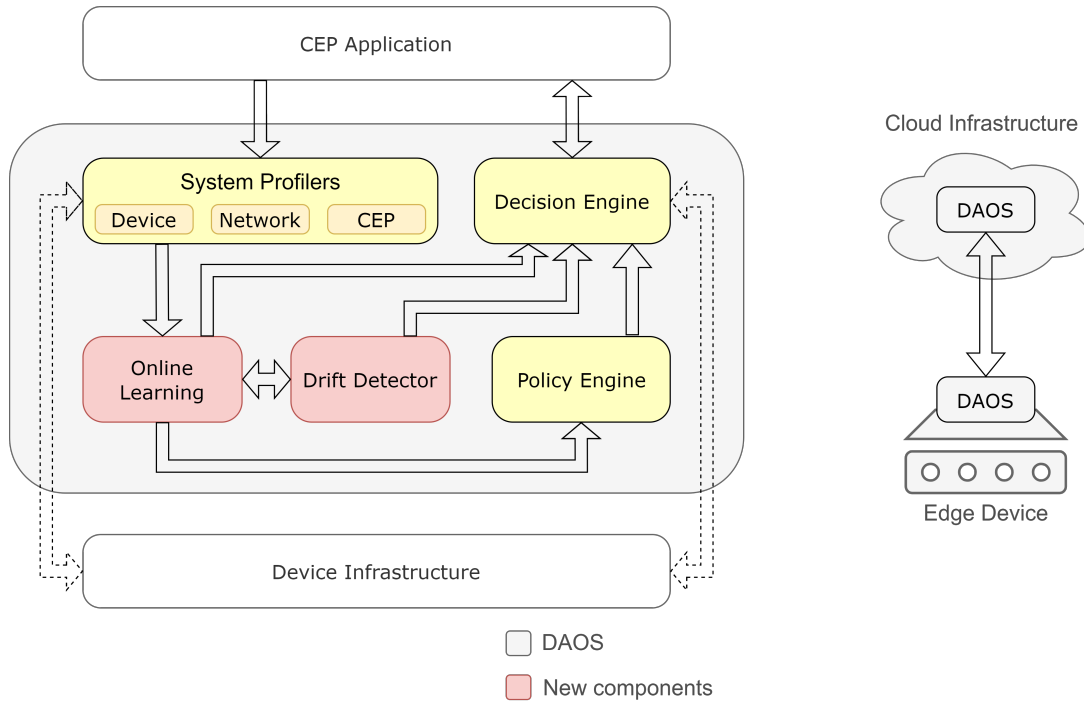 CEP Application
System Profilers
Device
Network
CEP
Decision Engine
Online
Learning
Drift Detector
Policy Engine
Device Infrastructure
DAOS
New components
Cloud Infrastructure
DAOS
DAOS
Edge Device